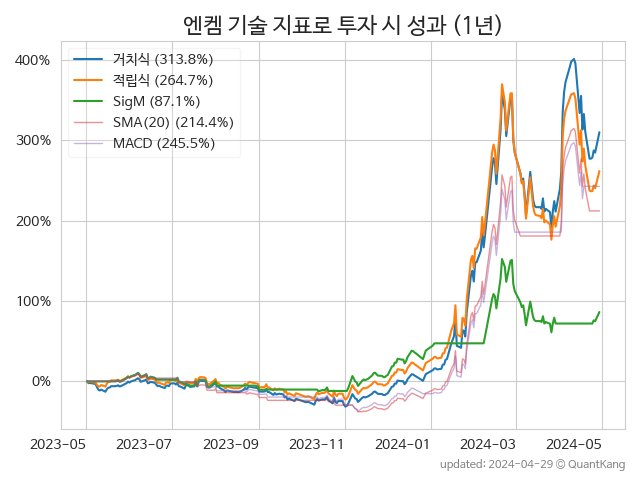 엔켐 기술 지표로 투자 시 성과 (1년)
거치식 (313.8%)
적립식 (264.7%)
SigM (87.1%)
SMA(20) (214.4%)
MACD (245.5%)
400%
300%
200%
100%
0%
2023-05 2023-07 2023-09 2023-11 2024-01 2024-03 2024-05
updated: 2024-04-29 © QuantKang